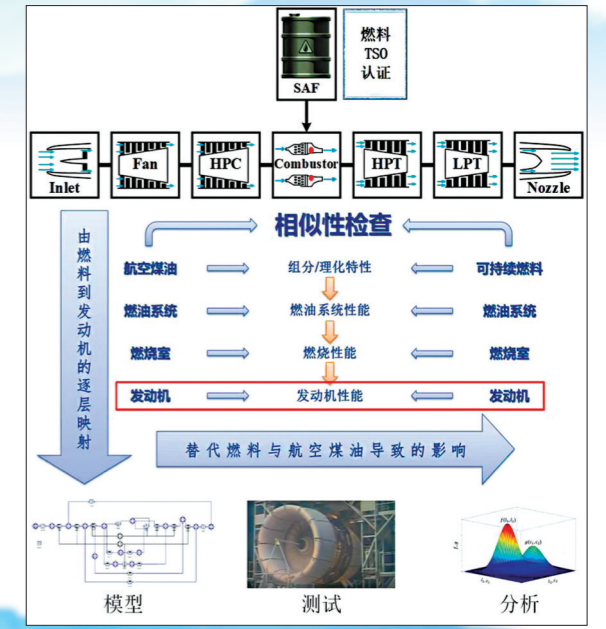 SAF
燃料
TSO
认证
Inlet
Fan
HPC
Combustor
HPT
LPT
Nozzle
相似性检查
由燃料到发动机的逐层映射
航空煤油
组分/理化特性
可持续燃料
燃油系统
燃油系统性能
燃油系统
燃烧室
燃烧性能
燃烧室
发动机
发动机性能
发动机
替代燃料与航空煤油导致的影响
模型
测试
分析